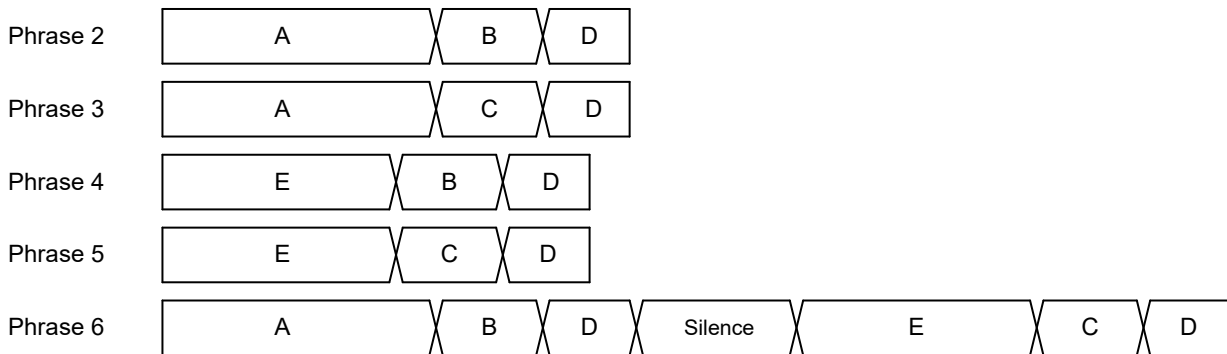 Phrase 2 A B D
Phrase 3 A C D
Phrase 4 E B D
Phrase 5 E C D
Phrase 6 A B D Silence E C D